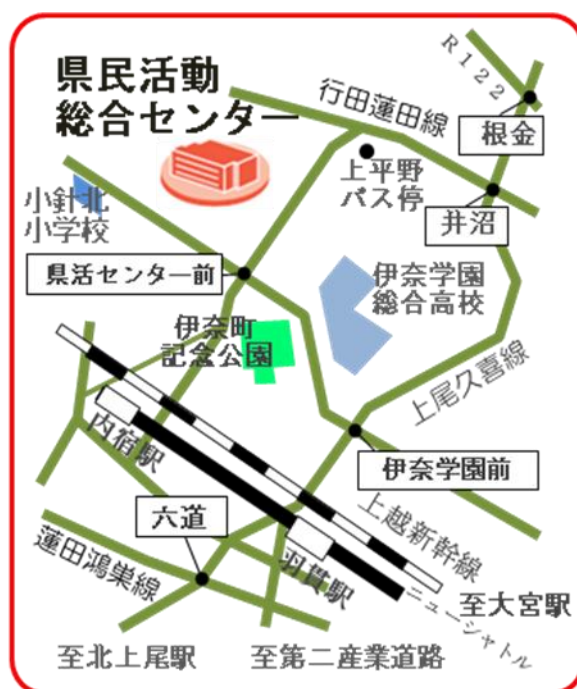 県民活動
総合センター
R122
行田蓮田線
根金
上平野
バス停
井沼
小針北
小学校
県活センター前
伊奈学園
総合高校
伊奈町
記念公園
上尾久喜線
内宿駅
伊奈学園前
六道
上越新幹線
蓮田鴻巣線
羽貫駅
ニューシャトル
至大宮駅
至北上尾駅
至第二産業道路